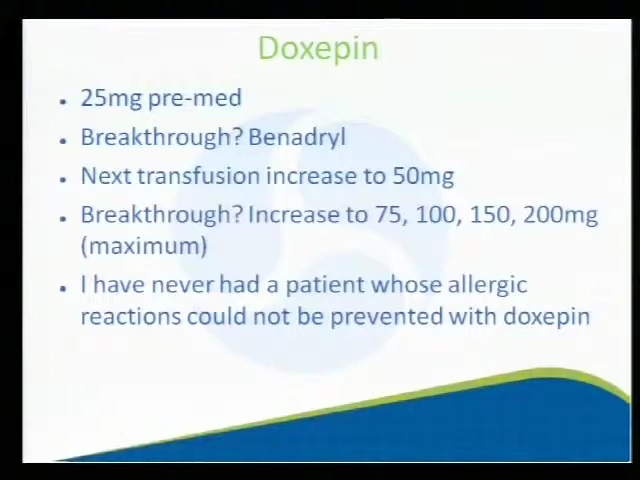 Doxepin
• 25mg pre-med
• Breakthrough? Benadryl
• Next transfusion increase to 50mg
• Breakthrough? Increase to 75, 100, 150, 200mg
(maximum)
• I have never had a patient whose allergic
reactions could not be prevented with doxepin